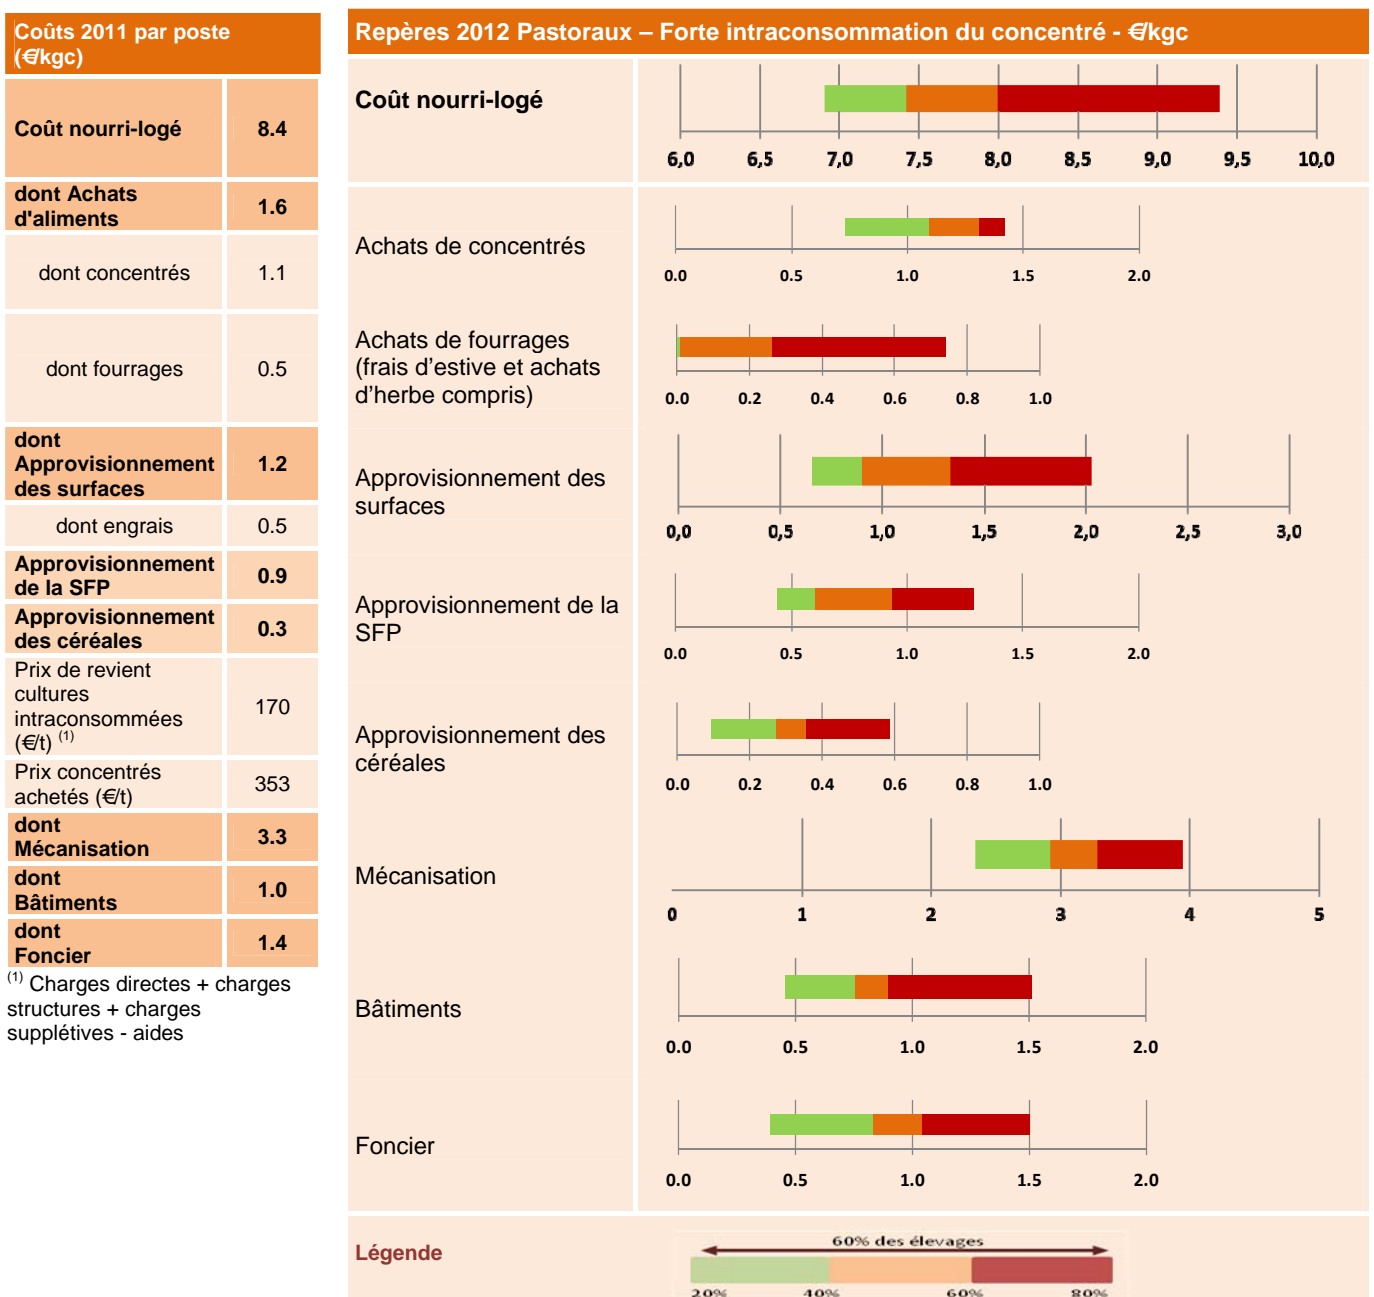 Coûts 2011 par poste
(€/kgc)
Coût nourri-logé 8.4
dont Achats
d'aliments 1.6
dont concentrés 1.1
dont fourrages 0.5
dont
Approvisionnement 1.2
des surfaces
dont engrais 0.5
Approvisionnement
de la SFP 0.9
Approvisionnement
des céréales 0.3
Prix de revient
cultures
intraconsommées 170
(€/t) (1)
Prix concentrés
achetés (€/t) 353
dont
Mécanisation 3.3
dont
Bâtiments 1.0
dont
Foncier 1.4
(1) Charges directes + charges
structures + charges
supplétives - aides
Repères 2012 Pastoraux – Forte intraconsommation du concentré - €/kgc
Coût nourri-logé
6,0 6,5 7,0 7,5 8,0 8,5 9,0 9,5 10,0
Achats de concentrés
0.0 0.5 1.0 1.5 2.0
Achats de fourrages
(frais d'estive et achats
d'herbe compris)
0.0 0.2 0.4 0.6 0.8 1.0
Approvisionnement des
surfaces
0,0 0,5 1,0 1,5 2,0 2,5 3,0
Approvisionnement de la
SFP
0.0 0.5 1.0 1.5 2.0
Approvisionnement des
céréales
0.0 0.2 0.4 0.6 0.8 1.0
Mécanisation
0 1 2 3 4 5
Bâtiments
0.0 0.5 1.0 1.5 2.0
Foncier
0.0 0.5 1.0 1.5 2.0
Légende
60% des élevages
20% 40% 60% 80%